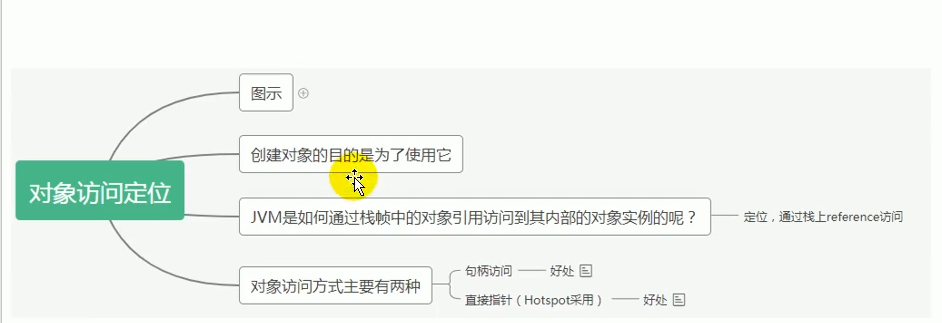 对象访问定位
图示
创建对象的目的是为了使用它
JVM是如何通过栈帧中的对象引用访问到其内部的对象实例的呢？
定位，通过栈上reference访问
对象访问方式主要有两种
句柄访问
好处
直接指针（Hotspot采用）
好处